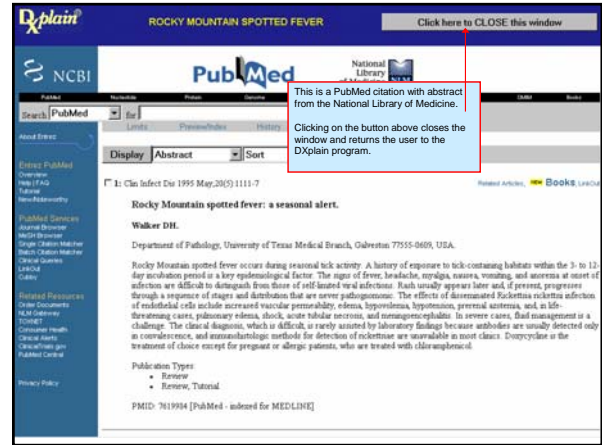 Dxplain
ROCKY MOUNTAIN SPOTTED FEVER
Click here to CLOSE this window
NCBI
PubMed
National
Library
of Medicine
NLM
This is a PubMed citation with abstract
from the National Library of Medicine.
Clicking on the button above closes the
window and returns the user to the
DXplain program.
PubMed Nucleotide Protein Genome OMIM Books
Search PubMed for
Limits Preview/Index History
About Entrez
Display Abstract Sort
Entrez PubMed
Overview
Help | FAQ
Tutorial
New/Noteworthy
PubMed Services
Journal Browser
MeSH Browser
Single Citation Matcher
Batch Citation Matcher
Clinical Queries
LinkOut
Cubby
Related Resources
Order Documents
NLM Gateway
TOXNET
Consumer Health
Clinical Alerts
ClinicalTrials.gov
PubMed Central
Privacy Policy
1: Clin Infect Dis 1995 May;20(5):1111-7
Related Articles, NEW Books, LinkOut
Rocky Mountain spotted fever: a seasonal alert.
Walker DH.
Department of Pathology, University of Texas Medical Branch, Galveston 77555-0609, USA.
Rocky Mountain spotted fever occurs during seasonal tick activity. A history of exposure to tick-containing habitats within the 3- to 12-
day incubation period is a key epidemiological factor. The signs of fever, headache, myalgia, nausea, vomiting, and anorexia at onset of
infection are difficult to distinguish from those of self-limited viral infections. Rash usually appears later and, if present, progresses
through a sequence of stages and distribution that are never pathognomonic. The effects of disseminated Rickettsia rickettsii infection
of endothelial cells include increased vascular permeability, edema, hypovolemia, hypotension, prerenal azotemia, and, in life-
threatening cases, pulmonary edema, shock, acute tubular necrosis, and meningoencephalitis. In severe cases, fluid management is a
challenge. The clinical diagnosis, which is difficult, is rarely assisted by laboratory findings because antibodies are usually detected only
in convalescence, and immunohistologic methods for detection of rickettsiae are unavailable in most clinics. Doxycycline is the
treatment of choice except for pregnant or allergic patients, who are treated with chloramphenicol.
Publication Types
Review
Review, Tutorial
PMID: 7619984 [PubMed - indexed for MEDLINE]